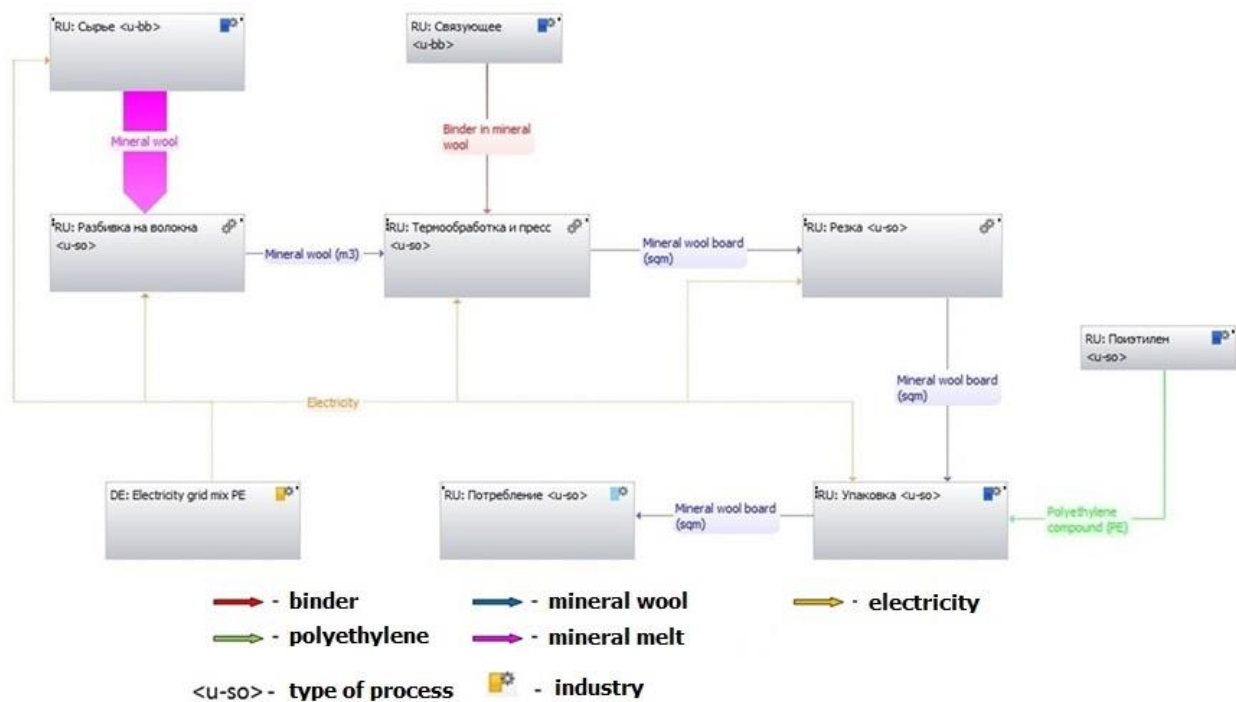 RU: Сырье <u-bb>
RU: Связующее
<u-bb>
Mineral wool
Binder in mineral
wool
RU: Разбивка на волокна
<u-so>
Mineral wool (m3)
RU: Термообработка и пресс
<u-so>
Mineral wool board
(sqm)
RU: Резка <u-so>
RU: Поиэтилен
<u-so>
Mineral wool board
(sqm)
Electricity
DE: Electricity grid mix PE
RU: Потребление <u-so>
Mineral wool board
(sqm)
RU: Упаковка <u-so>
Polyethylene
compound (PE)
- binder
- mineral wool
- electricity
- polyethylene
- mineral melt
<u-so> - type of process
- industry